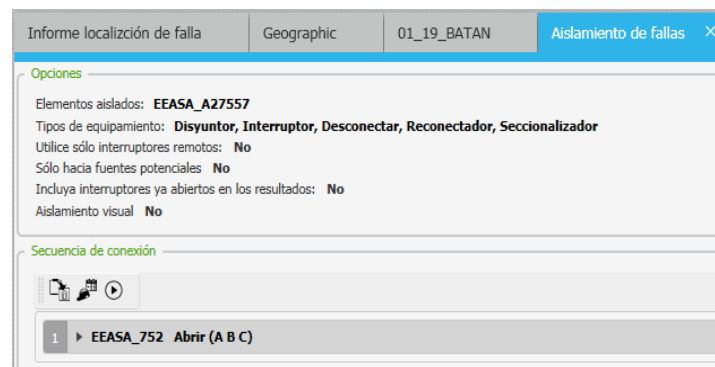 Informe localizción de falla Geographic 01_19_BATAN Aislamiento de fallas
Opciones
Elementos aislados: EEASA_A27557
Tipos de equipamiento: Disyuntor, Interruptor, Desconectar, Reconectador, Seccionalizador
Utilice sólo interruptores remotos: No
Sólo hacia fuentes potenciales No
Incluya interruptores ya abiertos en los resultados: No
Aislamiento visual No
Secuencia de conexión
1 EEASA_752 Abrir (A B C)